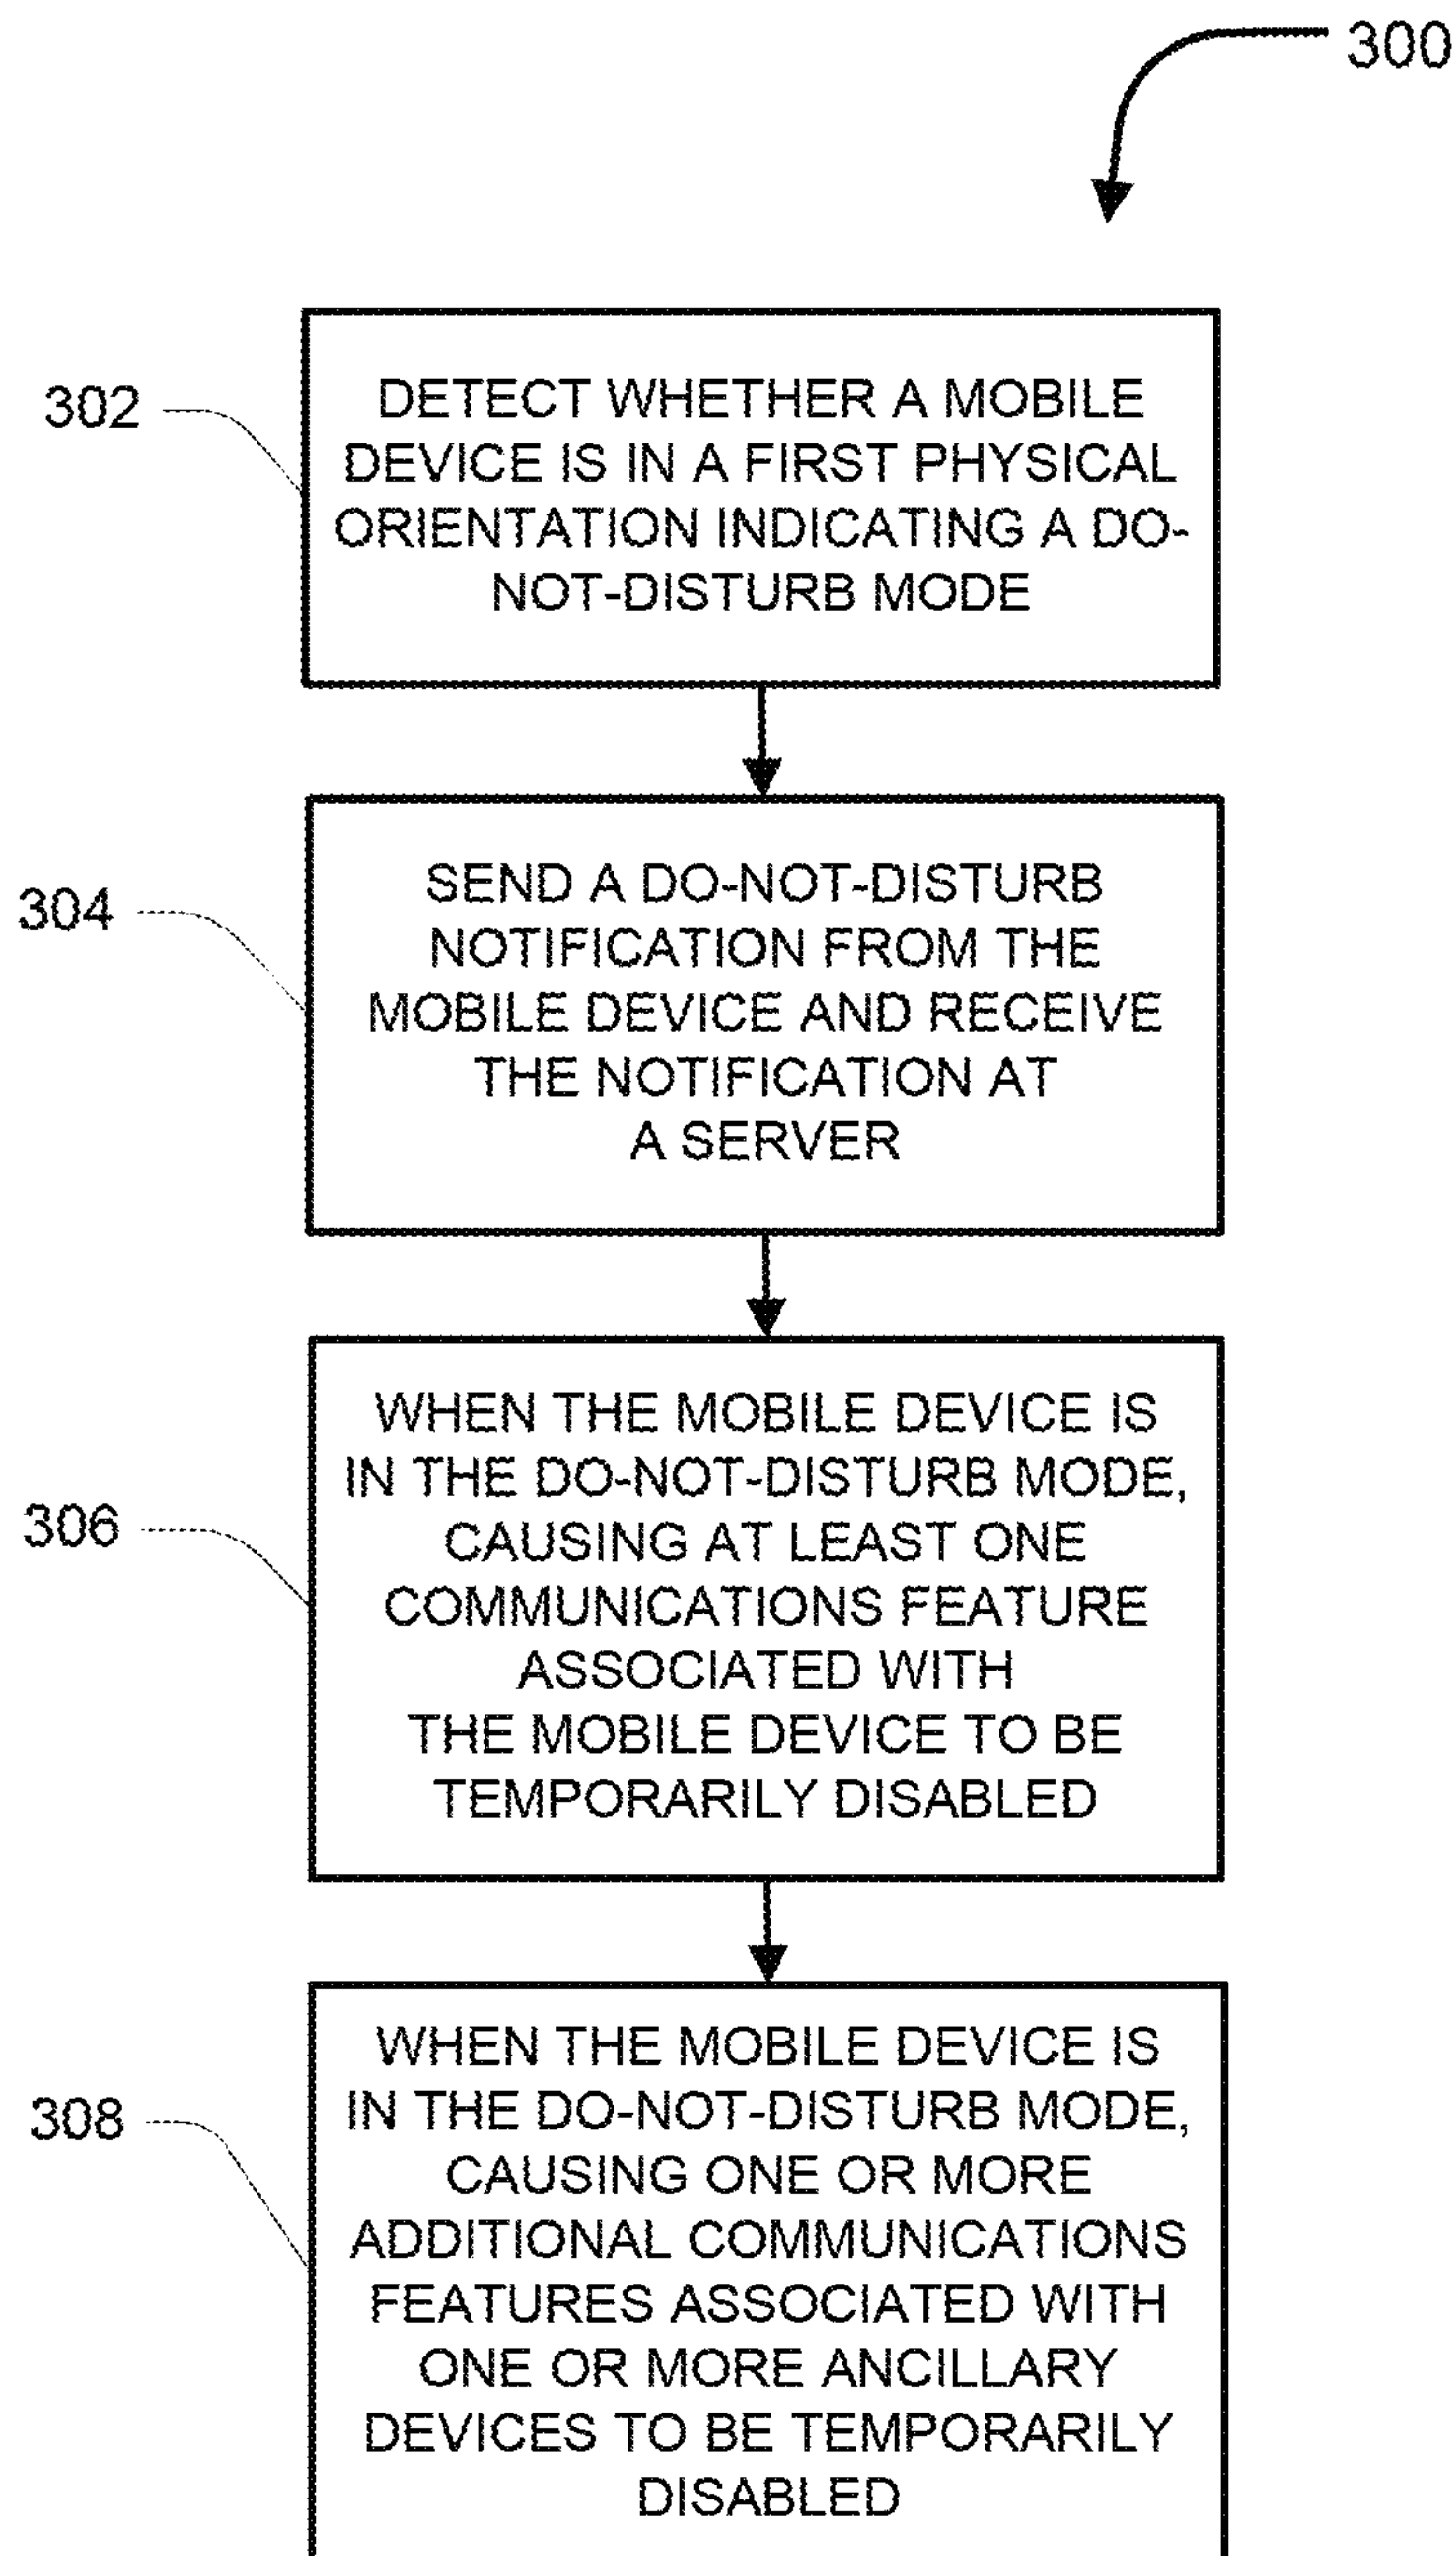 300
302
DETECT WHETHER A MOBILE
DEVICE IS IN A FIRST PHYSICAL
ORIENTATION INDICATING A DO-
NOT-DISTURB MODE
304
SEND A DO-NOT-DISTURB
NOTIFICATION FROM THE
MOBILE DEVICE AND RECEIVE
THE NOTIFICATION AT
A SERVER
306
WHEN THE MOBILE DEVICE IS
IN THE DO-NOT-DISTURB MODE,
CAUSING AT LEAST ONE
COMMUNICATIONS FEATURE
ASSOCIATED WITH
THE MOBILE DEVICE TO BE
TEMPORARILY DISABLED
308
WHEN THE MOBILE DEVICE IS
IN THE DO-NOT-DISTURB MODE,
CAUSING ONE OR MORE
ADDITIONAL COMMUNICATIONS
FEATURES ASSOCIATED WITH
ONE OR MORE ANCILLARY
DEVICES TO BE TEMPORARILY
DISABLED